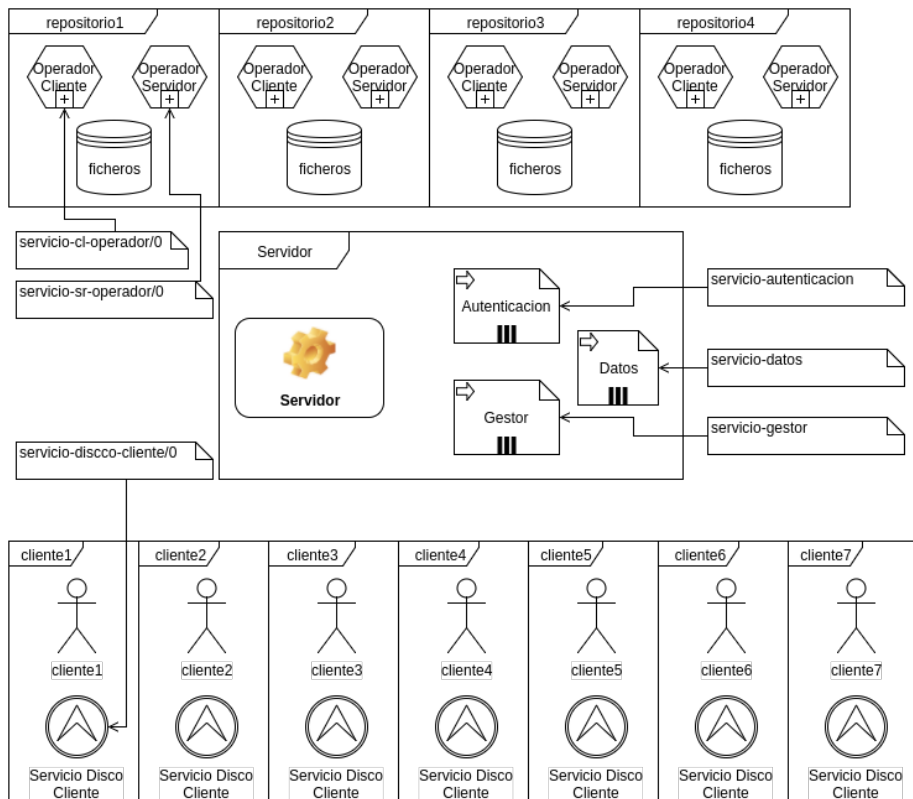 repositorio1
repositorio2
repositorio3
repositorio4
Operador
Cliente
Operador
Servidor
Operador
Cliente
Operador
Servidor
Operador
Cliente
Operador
Servidor
Operador
Cliente
Operador
Servidor
ficheros
ficheros
ficheros
ficheros
servicio-cl-operador/0
servicio-sr-operador/0
Servidor
Servidor
Autenticacion
Datos
Gestor
servicio-autenticacion
servicio-datos
servicio-gestor
servicio-discco-cliente/0
cliente1
cliente2
cliente3
cliente4
cliente5
cliente6
cliente7
cliente1
cliente2
cliente3
cliente4
cliente5
cliente6
cliente7
Servicio Disco
Cliente
Servicio Disco
Cliente
Servicio Disco
Cliente
Servicio Disco
Cliente
Servicio Disco
Cliente
Servicio Disco
Cliente
Servicio Disco
Cliente